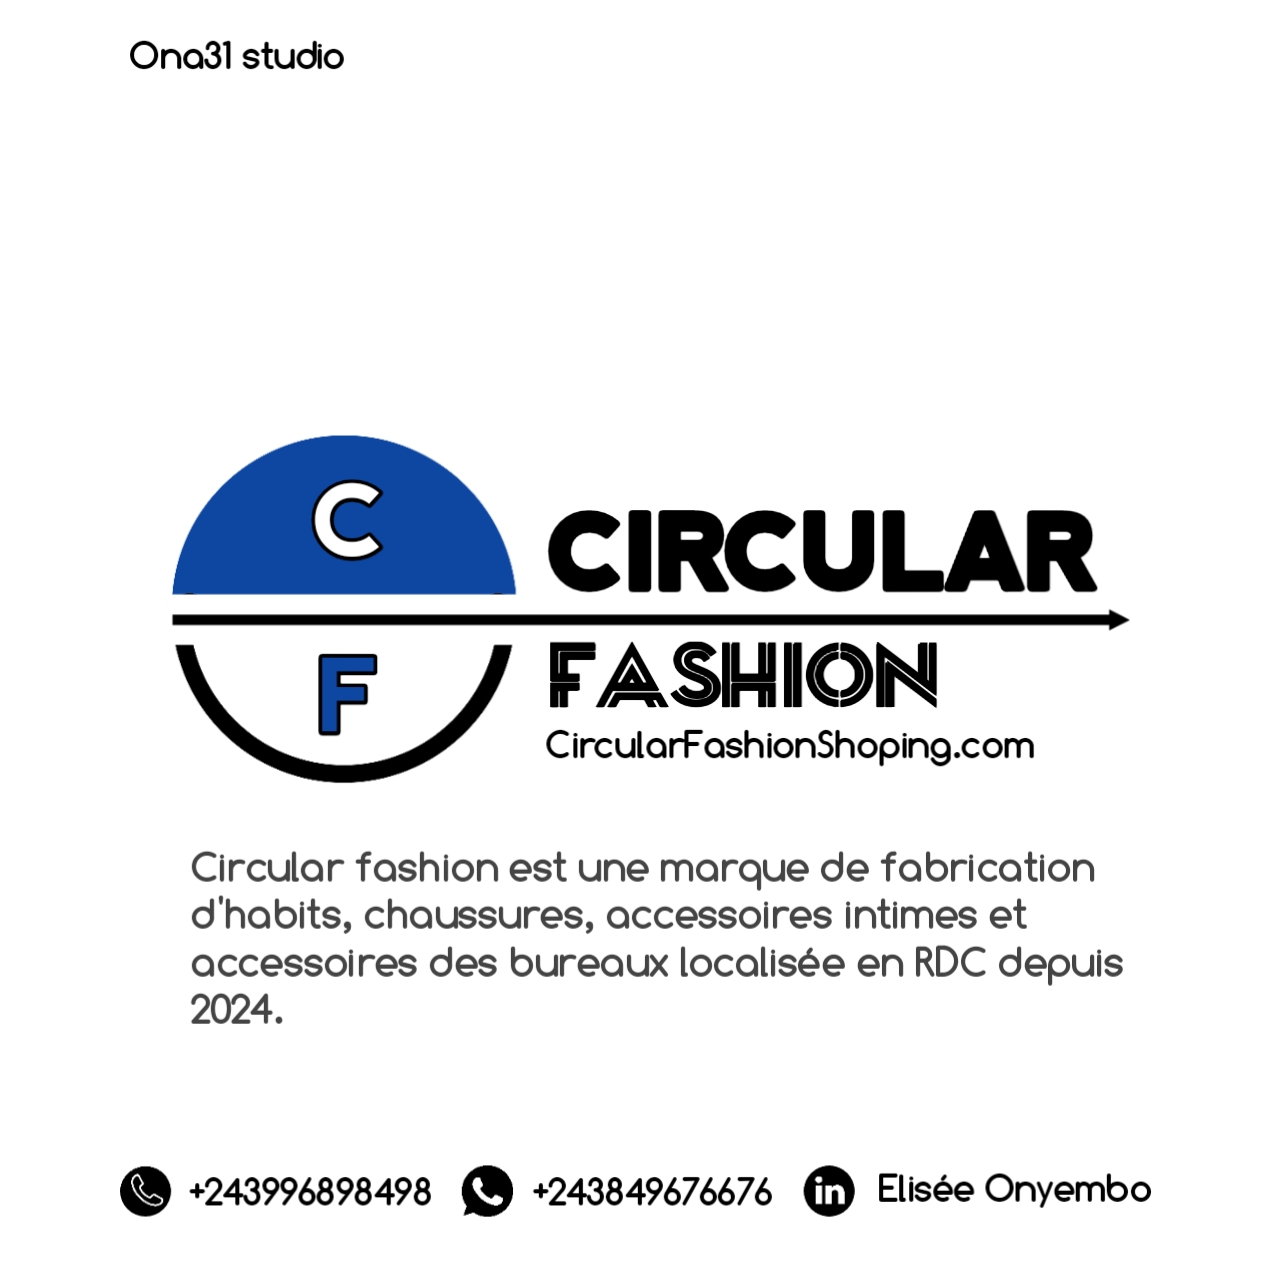 Ona31 studio
C
F
CIRCULAR
FASHION
CircularFashionShoping.com
Circular fashion est une marque de fabrication
d'habits, chaussures, accessoires intimes et
accessoires des bureaux localisée en RDC depuis
2024.
+243996898498
+243849676676
in
Elisée Onyembo